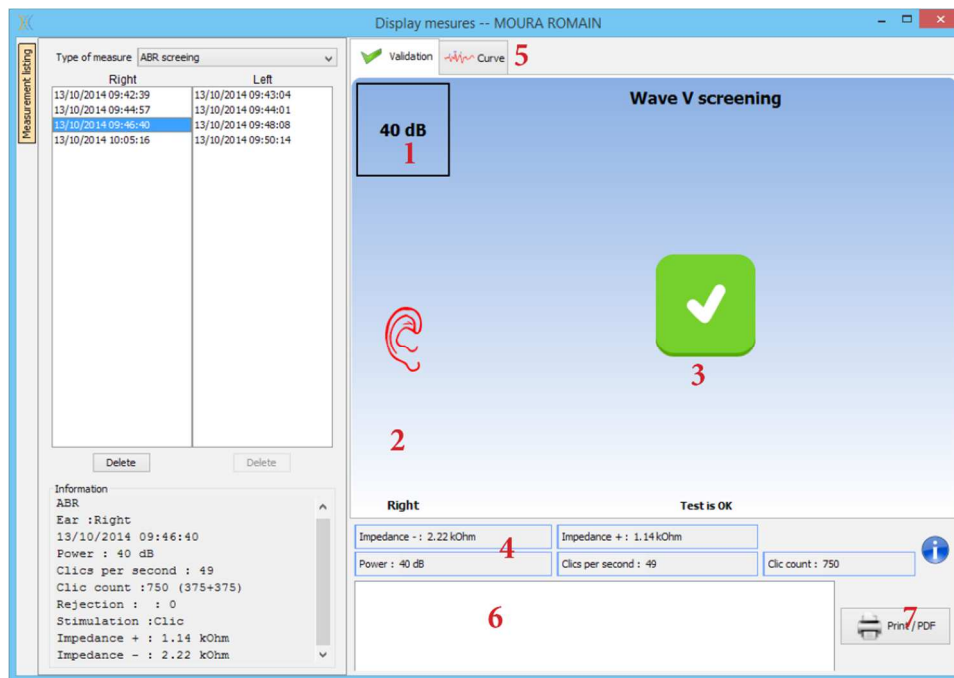 Display mesures -- MOURA ROMAIN
Measurement listing
Type of measure ABR screeing
Right Left
13/10/2014 09:42:39 13/10/2014 09:43:04
13/10/2014 09:44:57 13/10/2014 09:44:01
13/10/2014 09:46:40 13/10/2014 09:48:08
13/10/2014 10:05:16 13/10/2014 09:50:14
Delete Delete
Information
ABR
Ear :Right
13/10/2014 09:46:40
Power : 40 dB
Clics per second : 49
Clic count :750 (375+375)
Rejection : : 0
Stimulation :Clic
Impedance + : 1.14 kOhm
Impedance - : 2.22 kOhm
Validation Curve 5
Wave V screening
40 dB
1
3
2
Right Test is OK
Impedance - : 2.22 kOhm Impedance + : 1.14 kOhm
4
Power : 40 dB Clics per second : 49 Clic count : 750
6
7
Print / PDF